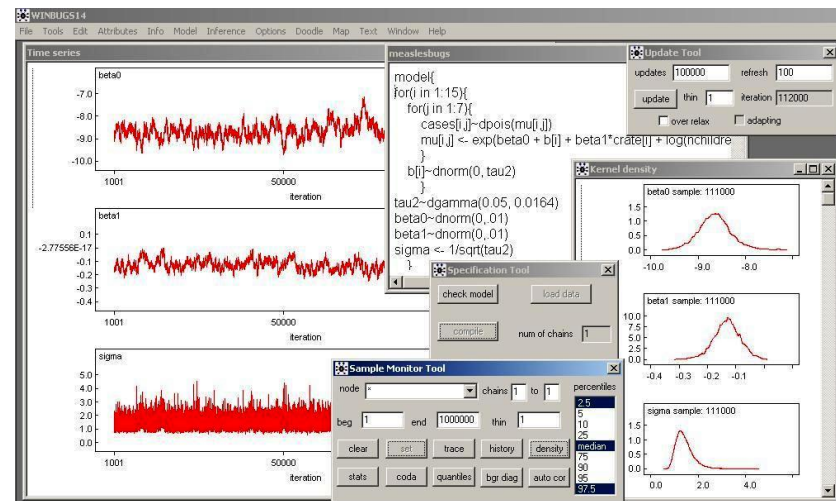 WINBUGS14
File Tools Edit Attributes Info Model Inference Options Doodle Map Text Window Help
Time series
beta0
-7.0
-8.0
-9.0
-10.0
1001 50000
iteration
beta1
0.1
-2.77556E-17
-0.1
-0.2
-0.3
-0.4
1001 50000
iteration
sigma
5.0
4.0
3.0
2.0
1.0
0.0
1001 50000
iteration
measlesbugs
model{
for(i in 1:15){
for(j in 1:7){
cases[i,j]~dpois(mu[i,j])
mu[i,j] <- exp(beta0 + b[i] + beta1*crate[i] + log(nchildre
}
b[i]~dnorm(0, tau2)
}
tau2~dgamma(0.05, 0.0164)
beta0~dnorm(0,.01)
beta1~dnorm(0,.01)
sigma <- 1/sqrt(tau2)
}
Update Tool
updates 100000 refresh 100
update thin 1 iteration 112000
over relax adapting
Kernel density
beta0 sample: 111000
1.5
1.0
0.5
0.0
-10.0 -9.0 -8.0
beta1 sample: 111000
10.0
7.5
5.0
2.5
0.0
-0.4 -0.3 -0.2 -0.1
sigma sample: 111000
1.5
1.0
0.5
0.0
0.0 2.0 4.0
Specification Tool
check model load data
compile num of chains 1
Sample Monitor Tool
node * chains 1 to 1 percentiles
beg 1 end 1000000 thin 1
2.5
5
10
25
median
75
90
95
97.5
clear set trace history density
stats coda quantiles bgr diag auto cor